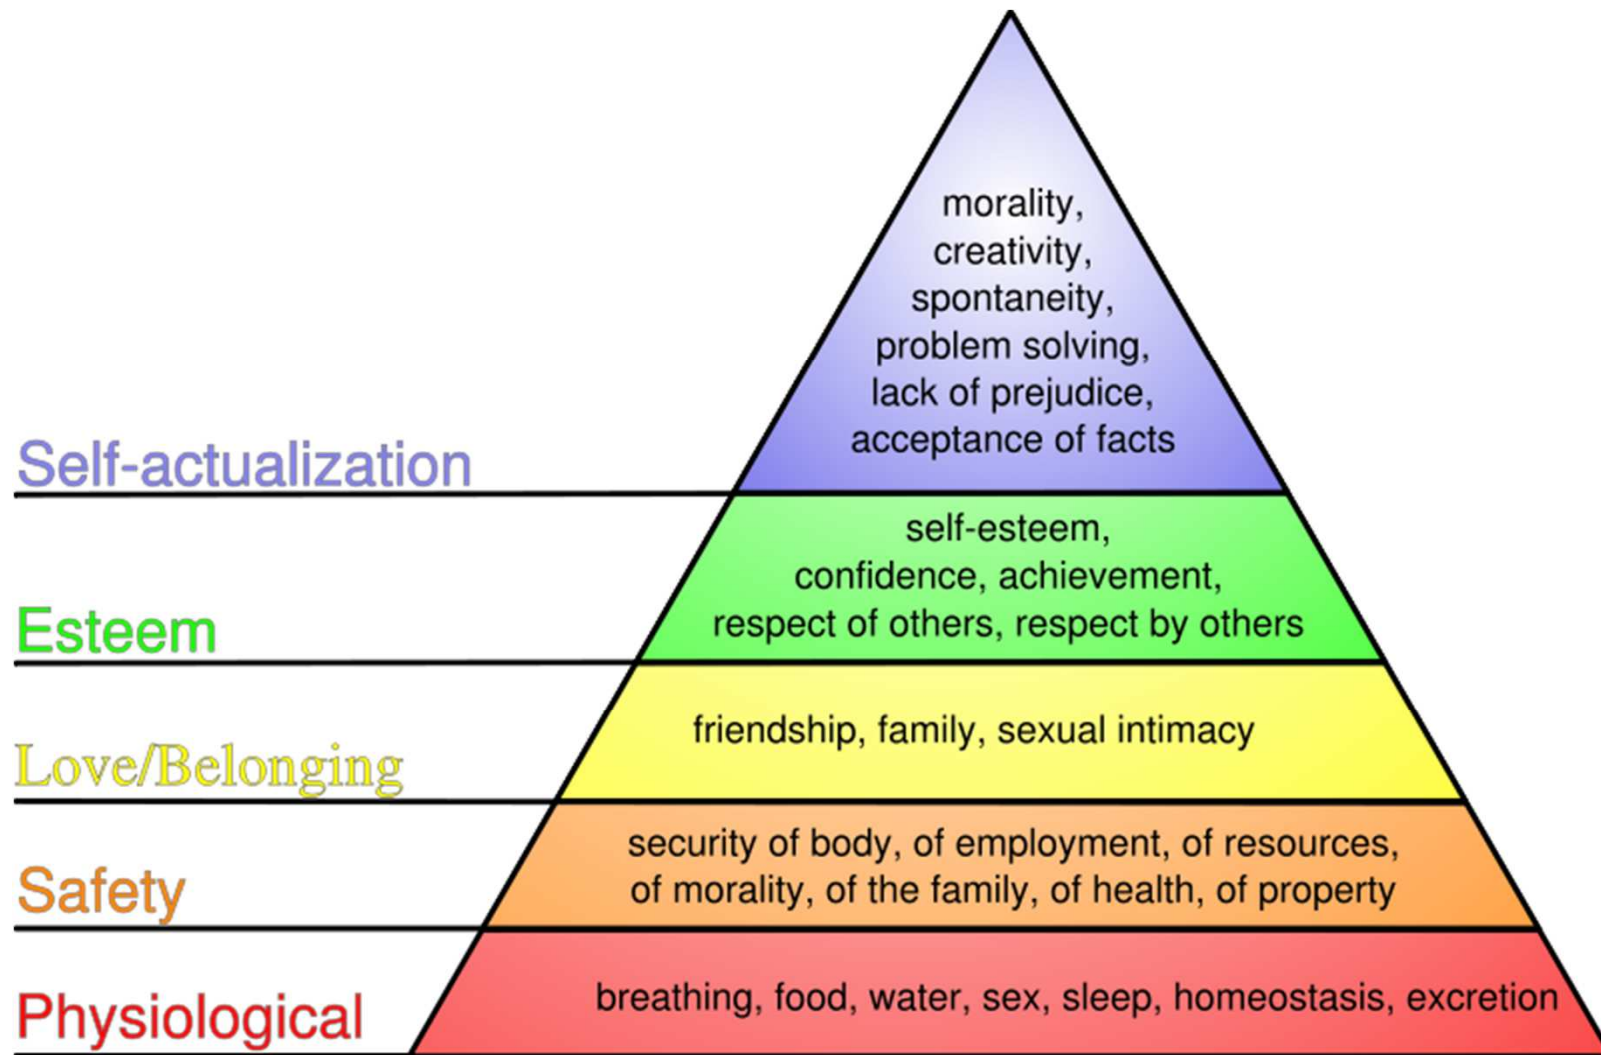 morality,
creativity,
spontaneity,
problem solving,
lack of prejudice,
acceptance of facts
Self-actualization
self-esteem,
confidence, achievement,
respect of others, respect by others
Esteem
friendship, family, sexual intimacy
Love/Belonging
security of body, of employment, of resources,
of morality, of the family, of health, of property
Safety
breathing, food, water, sex, sleep, homeostasis, excretion
Physiological